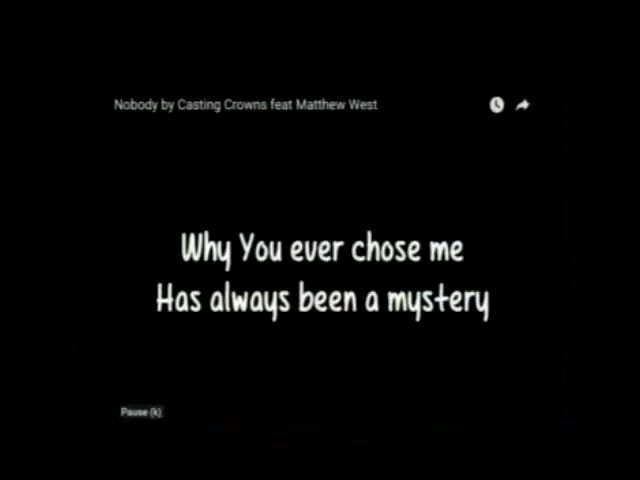 Nobody by Casting Crowns feat Matthew West
Why You ever chose me
Has always been a mystery
Pause (k)